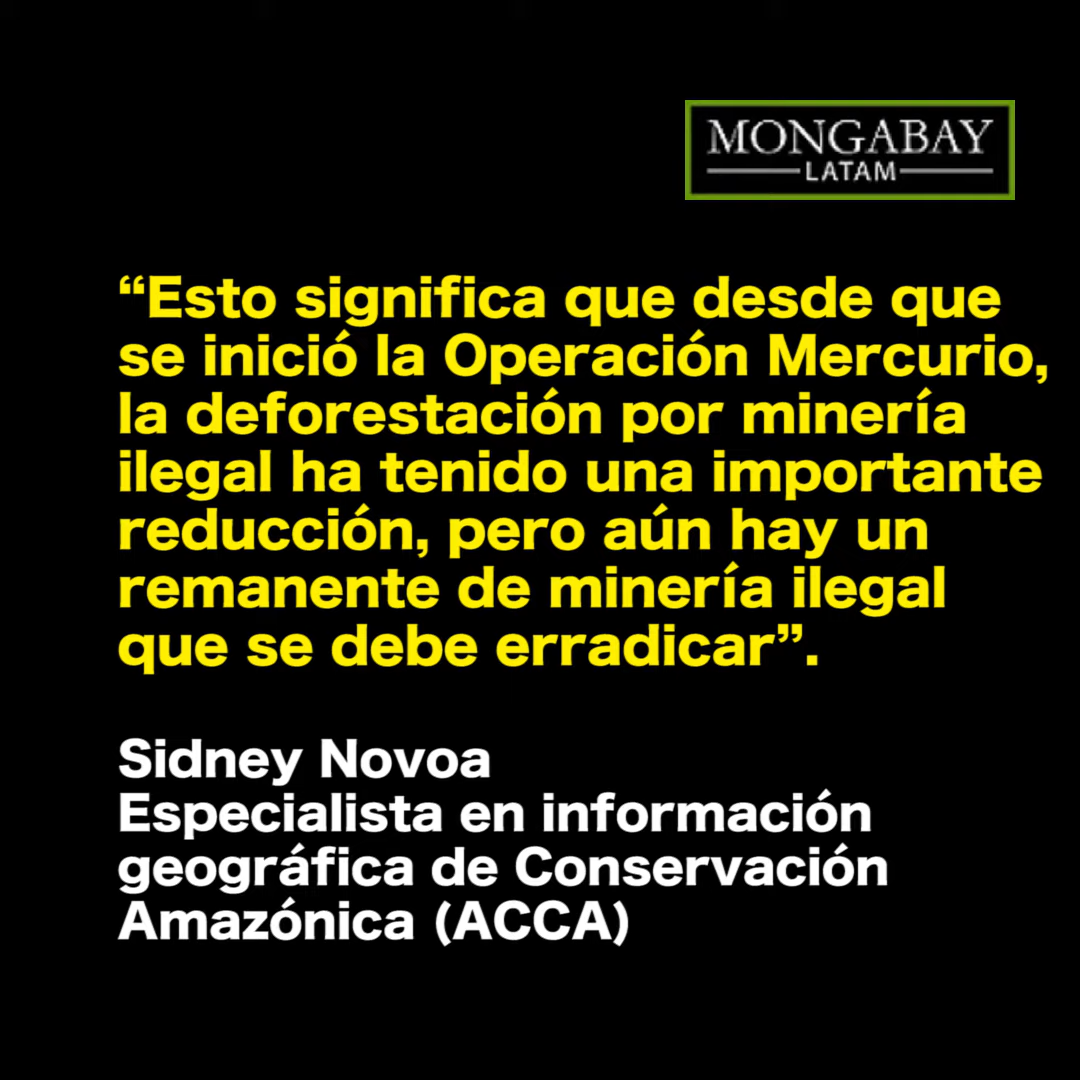 MONGABAY
LATAM
“Esto significa que desde que
se inició la Operación Mercurio,
la deforestación por minería
ilegal ha tenido una importante
reducción, pero aún hay un
remanente de minería ilegal
que se debe erradicar”.
Sidney Novoa
Especialista en información
geográfica de Conservación
Amazónica (ACCA)